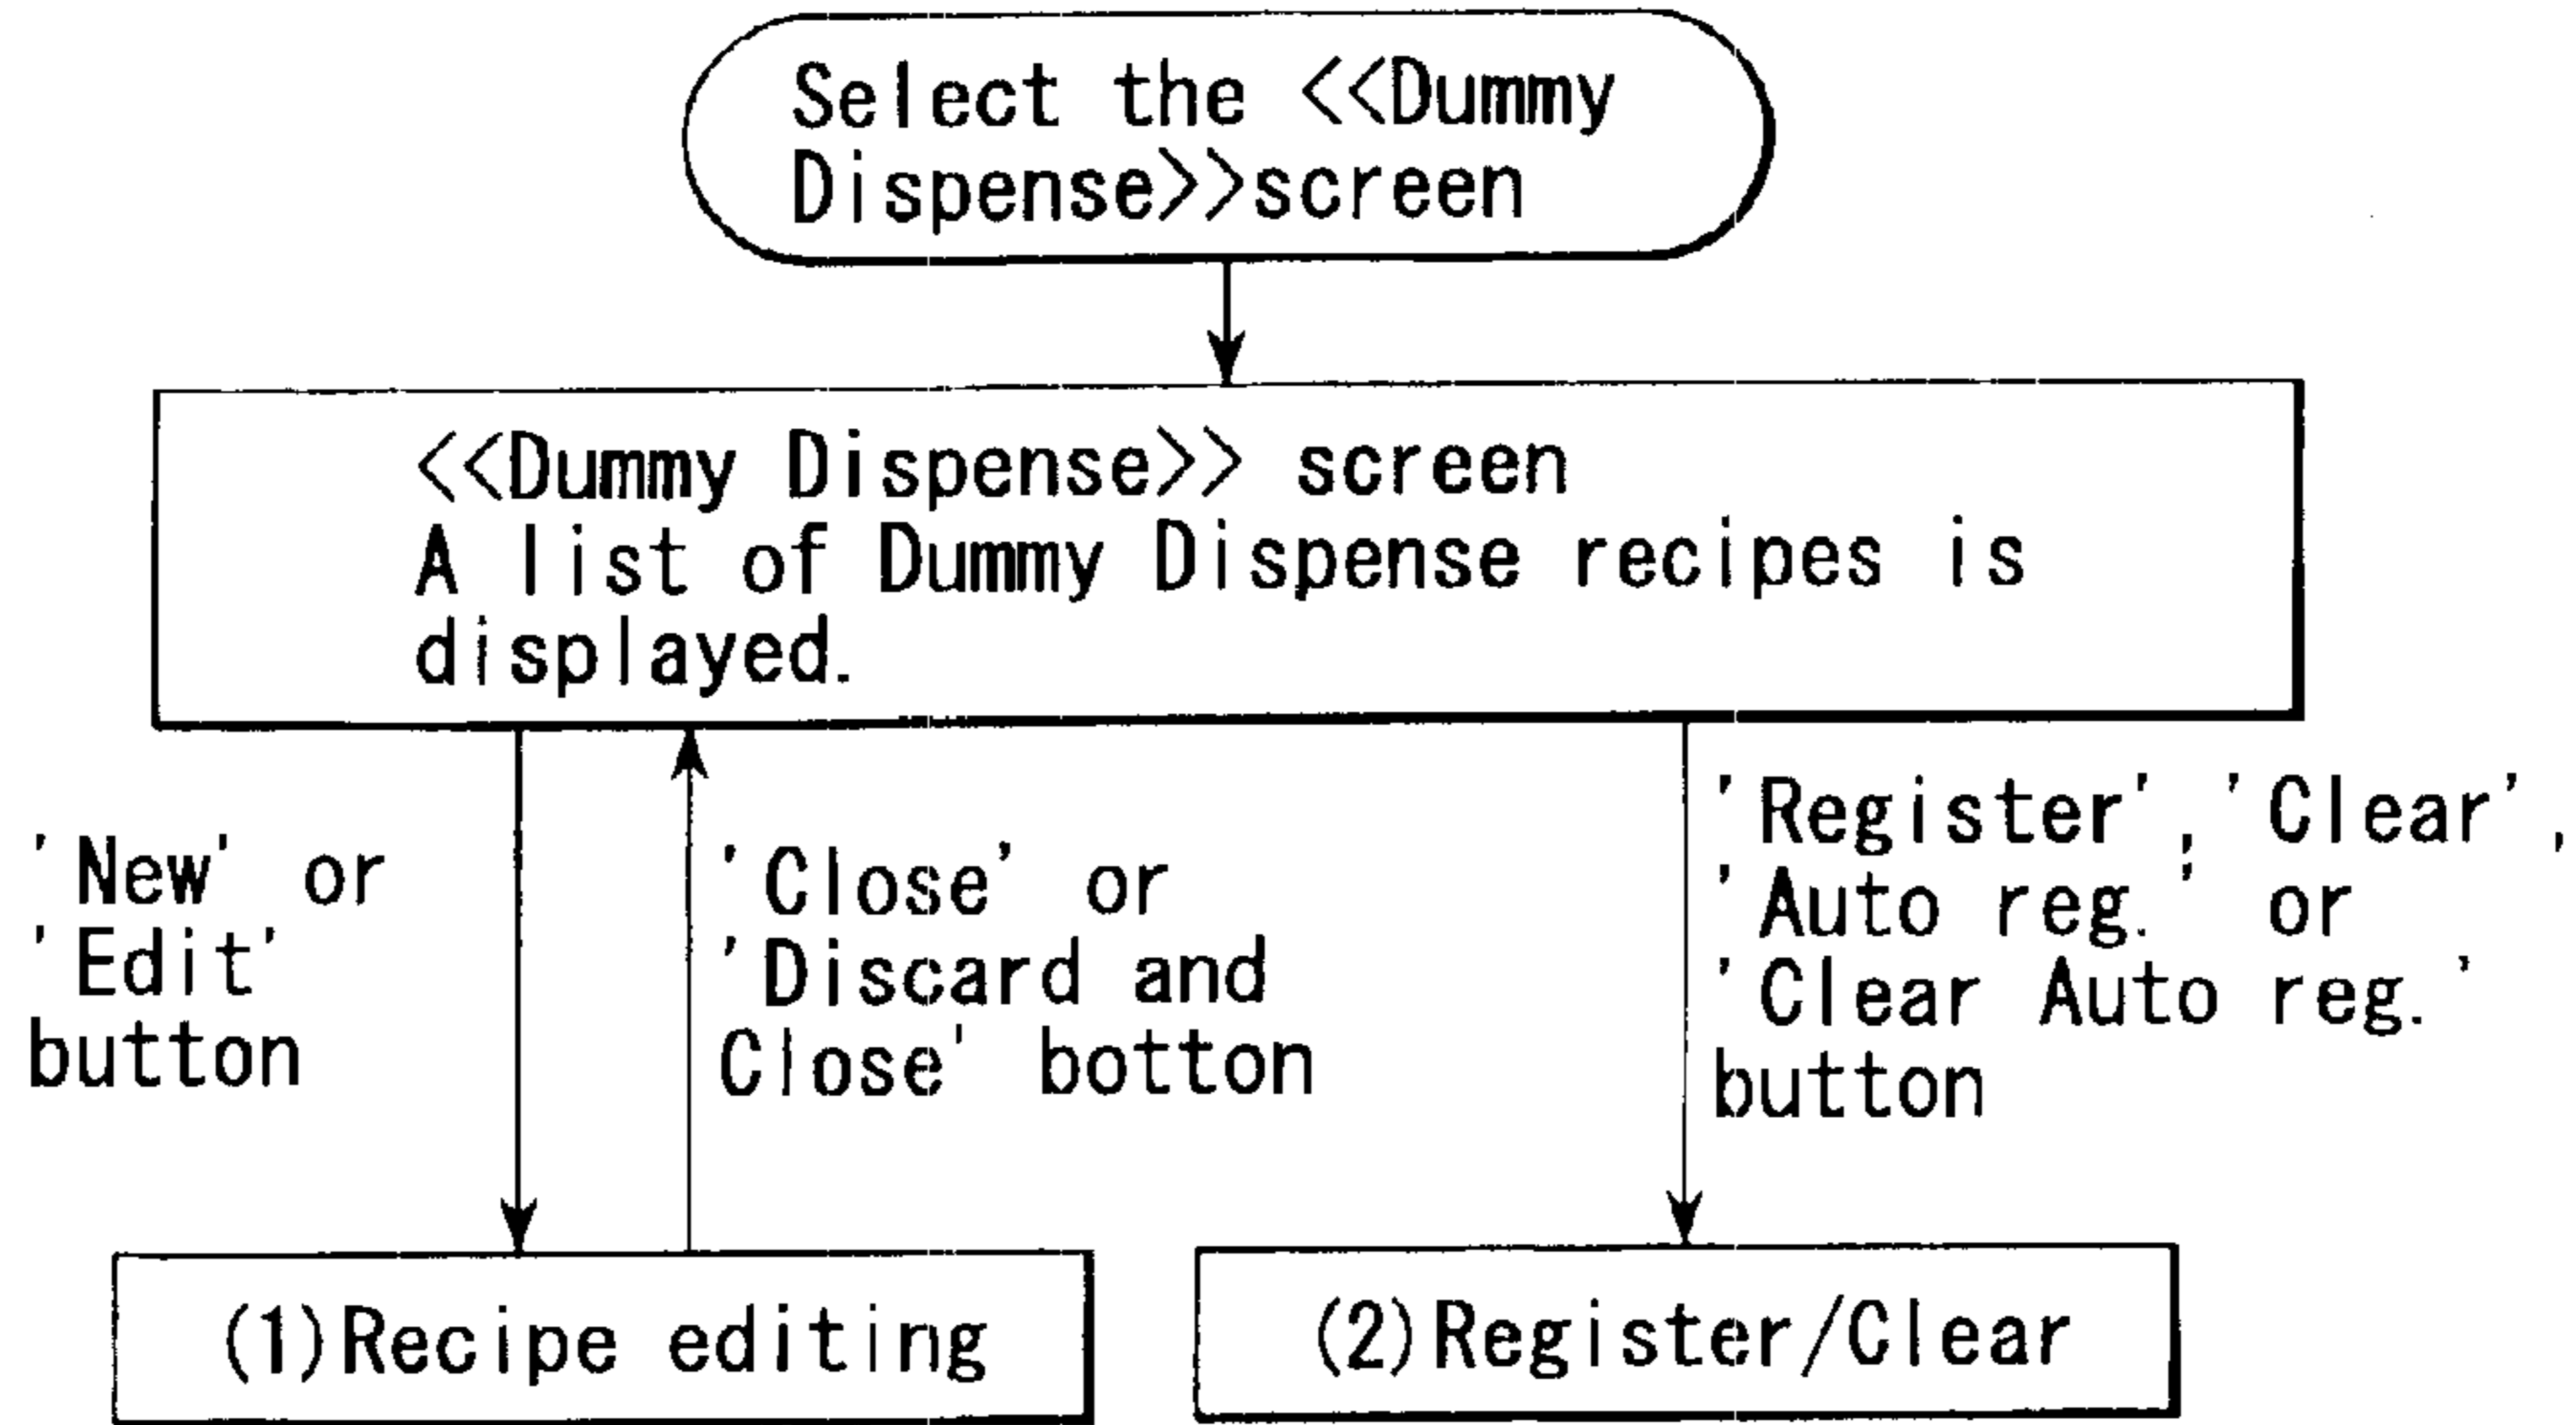 Select the <<Dummy
Dispense>>screen
<<Dummy Dispense>> screen
A list of Dummy Dispense recipes is
displayed.
'New' or
'Edit'
button
'Close' or
'Discard and
Close' botton
'Register', 'Clear',
'Auto reg.' or
'Clear Auto reg.'
button
(1)Recipe editing
(2)Register/Clear